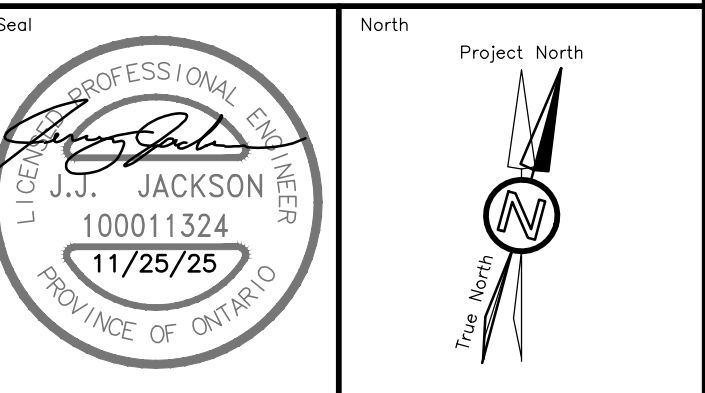 Seal
LICENSED PROFESSIONAL ENGINEER
J.J. JACKSON
100011324
11/25/25
PROVINCE OF ONTARIO
North
Project North
N
True North